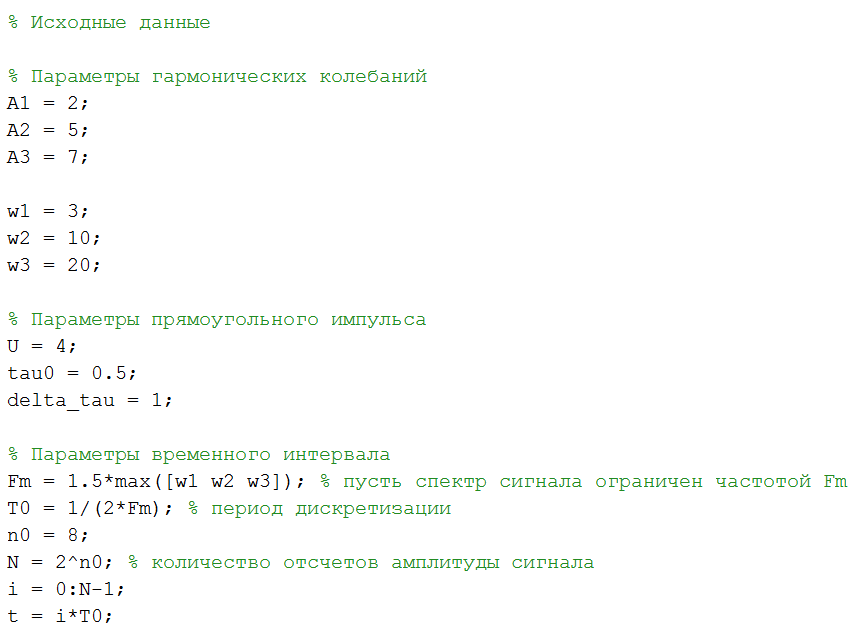 % Исходные данные
% Параметры гармонических колебаний
A1 = 2;
A2 = 5;
A3 = 7;
w1 = 3;
w2 = 10;
w3 = 20;
% Параметры прямоугольного импульса
U = 4;
tau0 = 0.5;
delta_tau = 1;
% Параметры временного интервала
Fm = 1.5*max([w1 w2 w3]); % пусть спектр сигнала ограничен частотой Fm
T0 = 1/(2*Fm); % период дискретизации
n0 = 8;
N = 2^n0; % количество отсчетов амплитуды сигнала
i = 0:N-1;
t = i*T0;